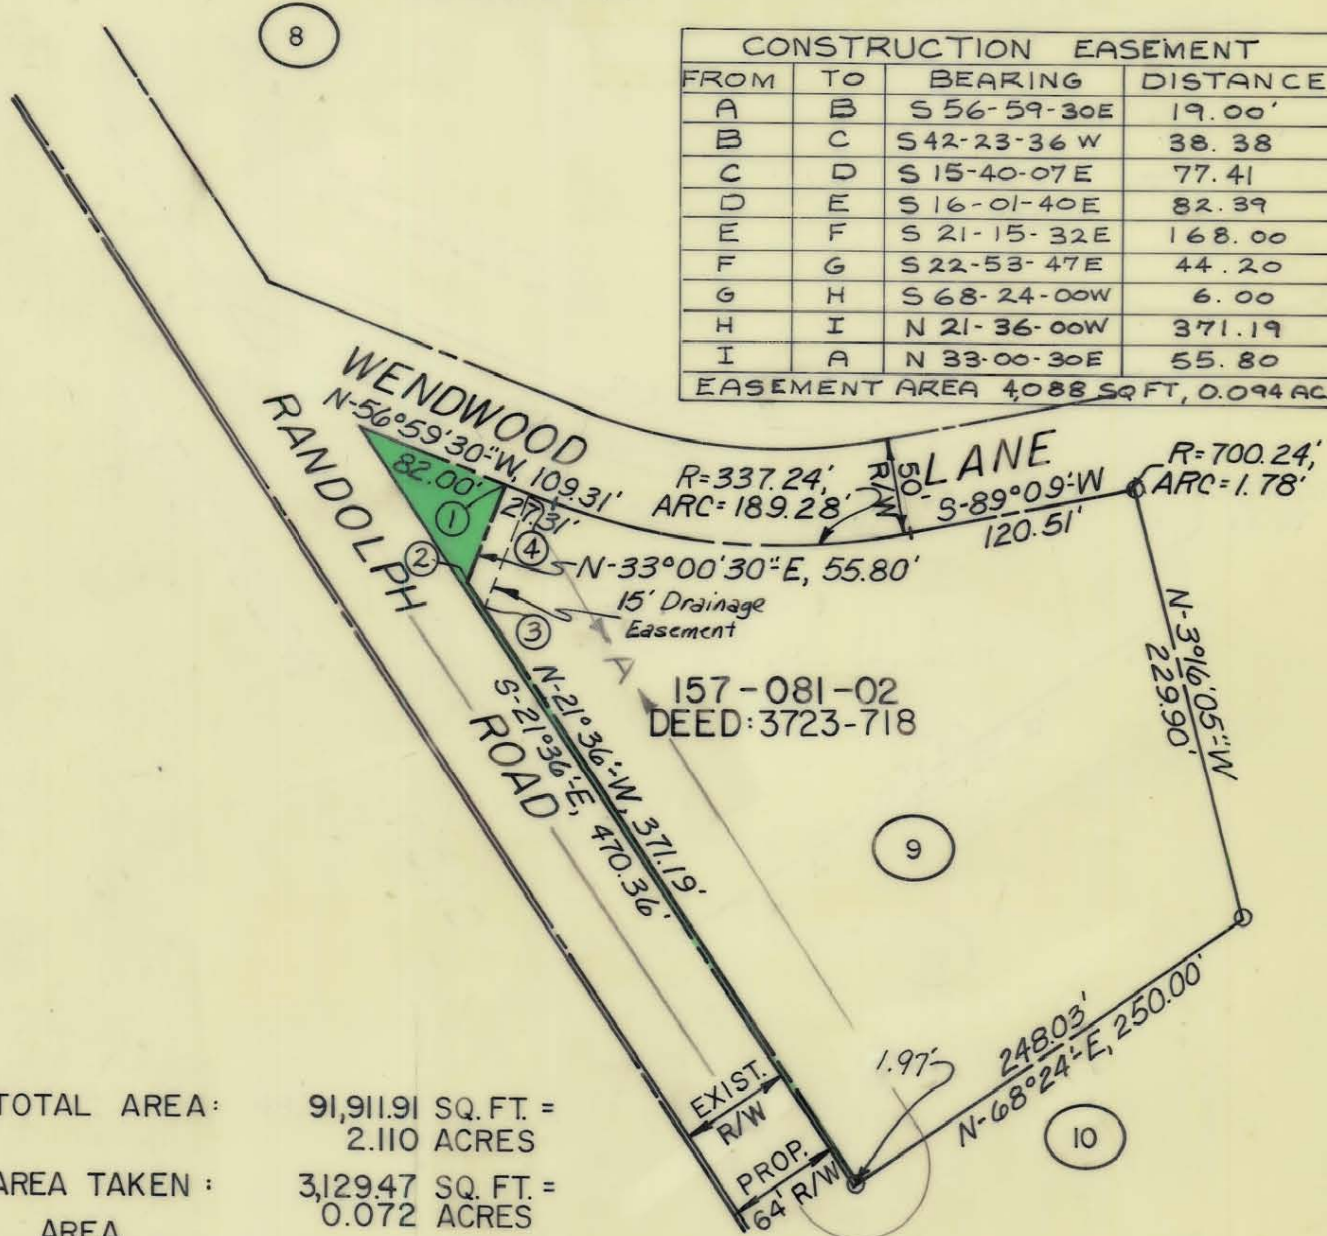 8
CONSTRUCTION EASEMENT
FROM TO BEARING DISTANCE
A B S 56-59-30E 19.00'
B C S 42-23-36 W 38.38
C D S 15-40-07E 77.41
D E S 16-01-40E 82.39
E F S 21-15-32E 168.00
F G S 22-53-47E 44.20
G H S 68-24-00W 6.00
H I N 21-36-00W 371.19
I A N 33-00-30E 55.80
EASEMENT AREA 4,088 SQ FT, 0.094 AC
WENDWOOD
LANE
N-56°59'30"-W, 109.31'
82.00'
27.31'
1
2
3
4
R=337.24,'
ARC=189.28'
50'
R/W
S-89°09'-W
120.51'
R=700.24,'
ARC=1.78'
N-33°00'30"-E, 55.80'
15' Drainage
Easement
RANDOLPH
ROAD
A
157-081-02
DEED: 3723-718
N-21°36'-W, 371.19'
S-21°36'-E, 470.36'
N-3°16'05"-W
229.90'
9
248.03'
N-68°24'-E, 250.00'
1.97'
10
EXIST.
R/W
PROP.
64' R/W
TOTAL AREA: 91,911.91 SQ. FT. =
2.110 ACRES
AREA TAKEN: 3,129.47 SQ. FT. =
0.072 ACRES
AREA